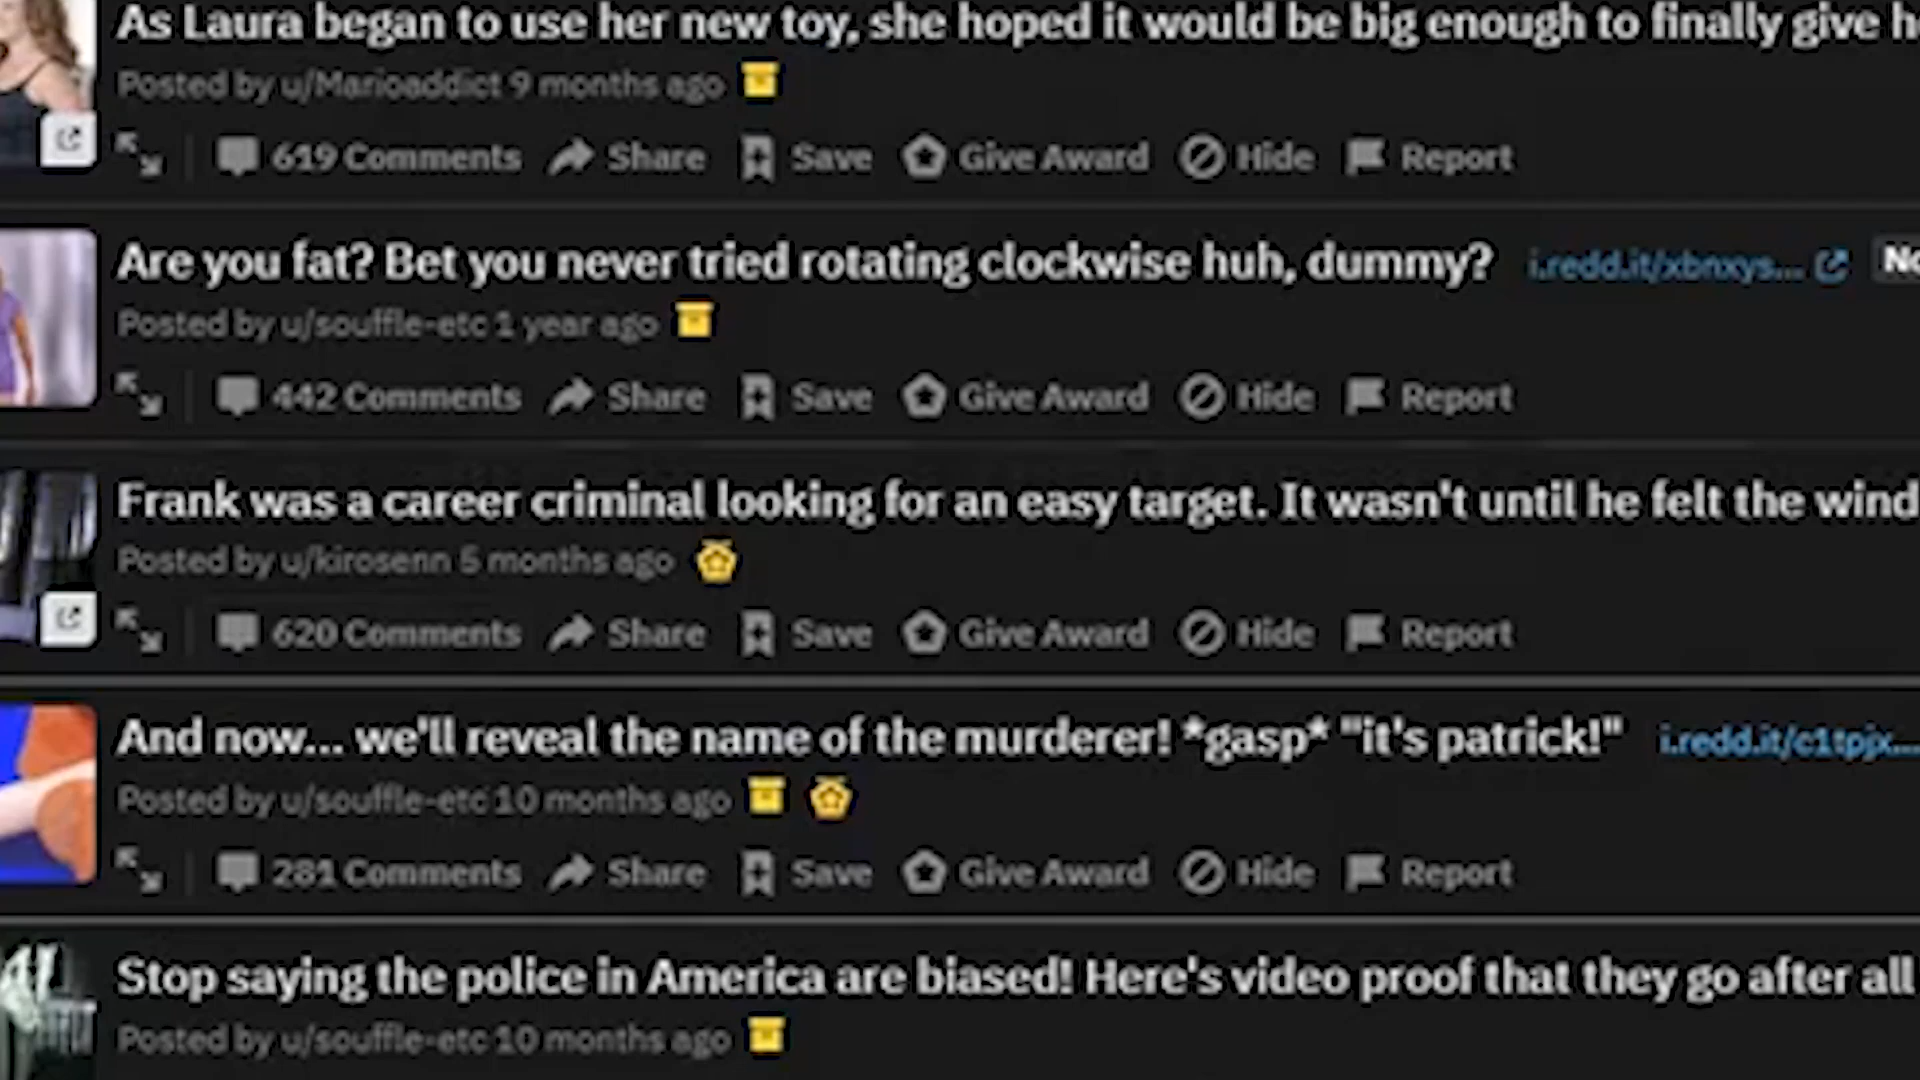 As Laura began to use her new toy, she hoped it would be big enough to finally give
Posted by u/Marioaddict 9 months ago
619 Comments Share Save Give Award Hide Report
Are you fat? Bet you never tried rotating clockwise huh, dummy? i.redd.it/xbnxys...
Posted by u/souffle-etc 1 year ago
442 Comments Share Save Give Award Hide Report
Frank was a career criminal looking for an easy target. It wasn't until he felt the wind
Posted by u/kirosenn 5 months ago
620 Comments Share Save Give Award Hide Report
And now... we'll reveal the name of the murderer! *gasp* "it's patrick!" i.redd.it/c1tpjx...
Posted by u/souffle-etc 10 months ago
281 Comments Share Save Give Award Hide Report
Stop saying the police in America are biased! Here's video proof that they go after all
Posted by u/souffle-etc 10 months ago